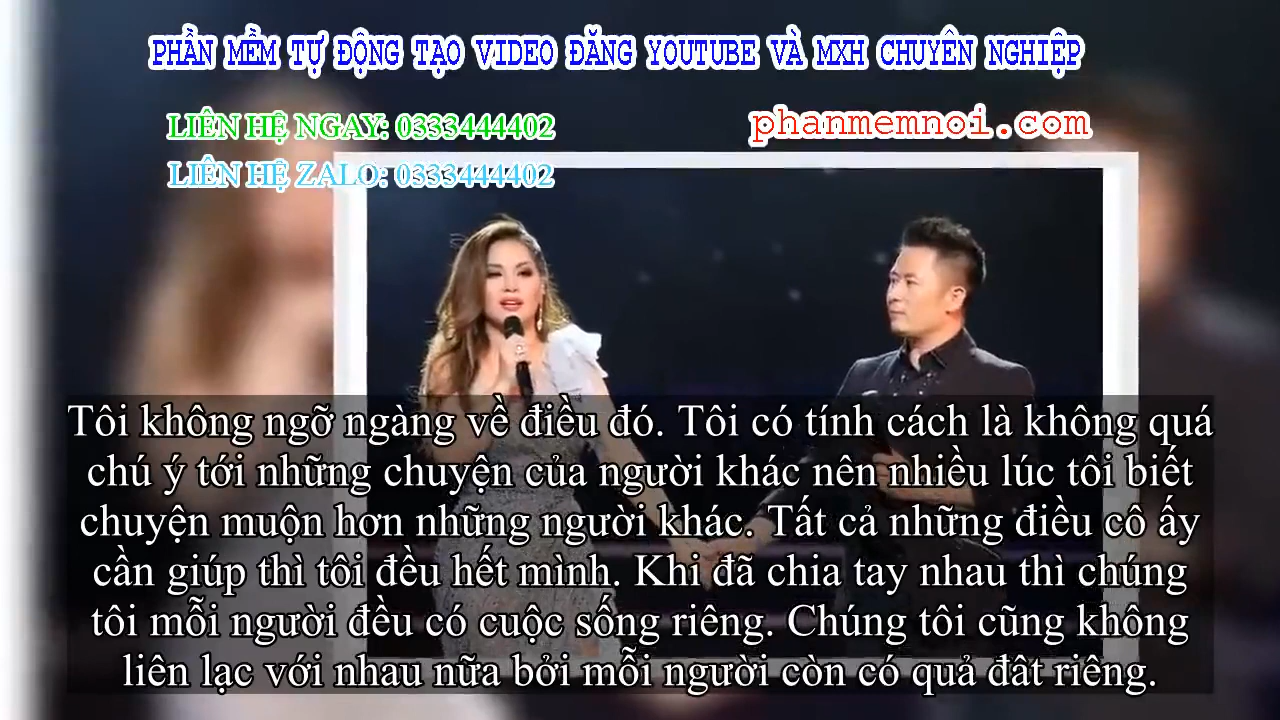 PHẦN MỀM TỰ ĐỘNG TẠO VIDEO ĐĂNG YOUTUBE VÀ MXH CHUYÊN NGHIỆP
LIÊN HỆ NGAY: 0333444402
phanmemnoi.com
LIÊN HỆ ZALO: 0333444402
Tôi không ngỡ ngàng về điều đó. Tôi có tính cách là không quá
chú ý tới những chuyện của người khác nên nhiều lúc tôi biết
chuyện muộn hơn những người khác. Tất cả những điều cô ấy
cần giúp thì tôi đều hết mình. Khi đã chia tay nhau thì chúng
tôi mỗi người đều có cuộc sống riêng. Chúng tôi cũng không
liên lạc với nhau nữa bởi mỗi người còn có quả đât riêng.